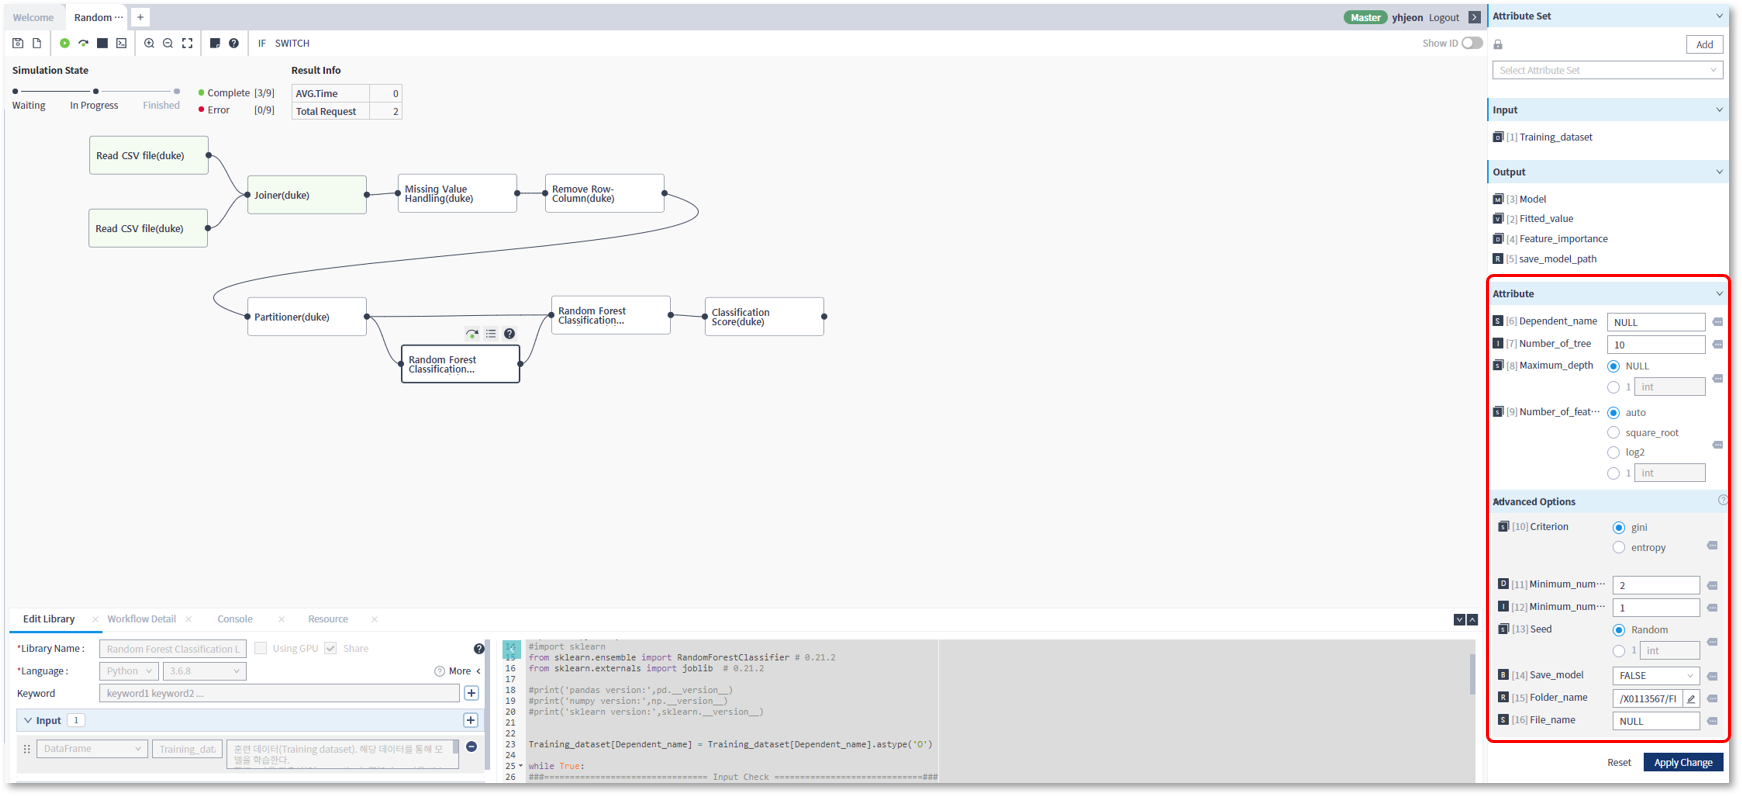 Welcome
Random ···
+
Master yhjeon Logout
IF SWITCH
Show ID
Simulation State
Waiting
In Progress
Finished
Complete [3/9]
Error [0/9]
Result Info
AVG.Time 0
Total Request 2
Read CSV file(duke)
Read CSV file(duke)
Joiner(duke)
Missing Value
Handling(duke)
Remove Row-
Column(duke)
Partitioner(duke)
Random Forest
Classification...
Classification
Score(duke)
Random Forest
Classification...
Attribute Set
Add
Select Attribute Set
Input
[1] Training_dataset
Output
[3] Model
[2] Fitted_value
[4] Feature_importance
[5] save_model_path
Attribute
[6] Dependent_name NULL
[7] Number_of_tree 10
[8] Maximum_depth NULL
1 int
[9] Number_of_feat··· auto
square_root
log2
1 int
Advanced Options
[10] Criterion gini
entropy
[11] Minimum_num··· 2
[12] Minimum_num··· 1
[13] Seed Random
1 int
[14] Save_model FALSE
[15] Folder_name /X0113567/FI
[16] File_name NULL
Reset Apply Change
Edit Library
Workflow Detail
Console
Resource
*Library Name : Random Forest Classification L
Using GPU
Share
*Language : Python 3.6.8
More
Keyword keyword1 keyword2 ...
Input 1
DataFrame
Training_dat
훈련 데이터(Training dataset). 해당 데이터를 통해 모
델을 학습한다.
14 #import sklearn
15 from sklearn.ensemble import RandomForestClassifier # 0.21.2
16 from sklearn.externals import joblib # 0.21.2
17
18 #print('pandas version:',pd.__version__)
19 #print('numpy version:',np.__version__)
20 #print('sklearn version:',sklearn.__version__)
21
22
23 Training_dataset[Dependent_name] = Training_dataset[Dependent_name].astype('O')
24
25 while True:
26 ###============================== Input Check ===========================###